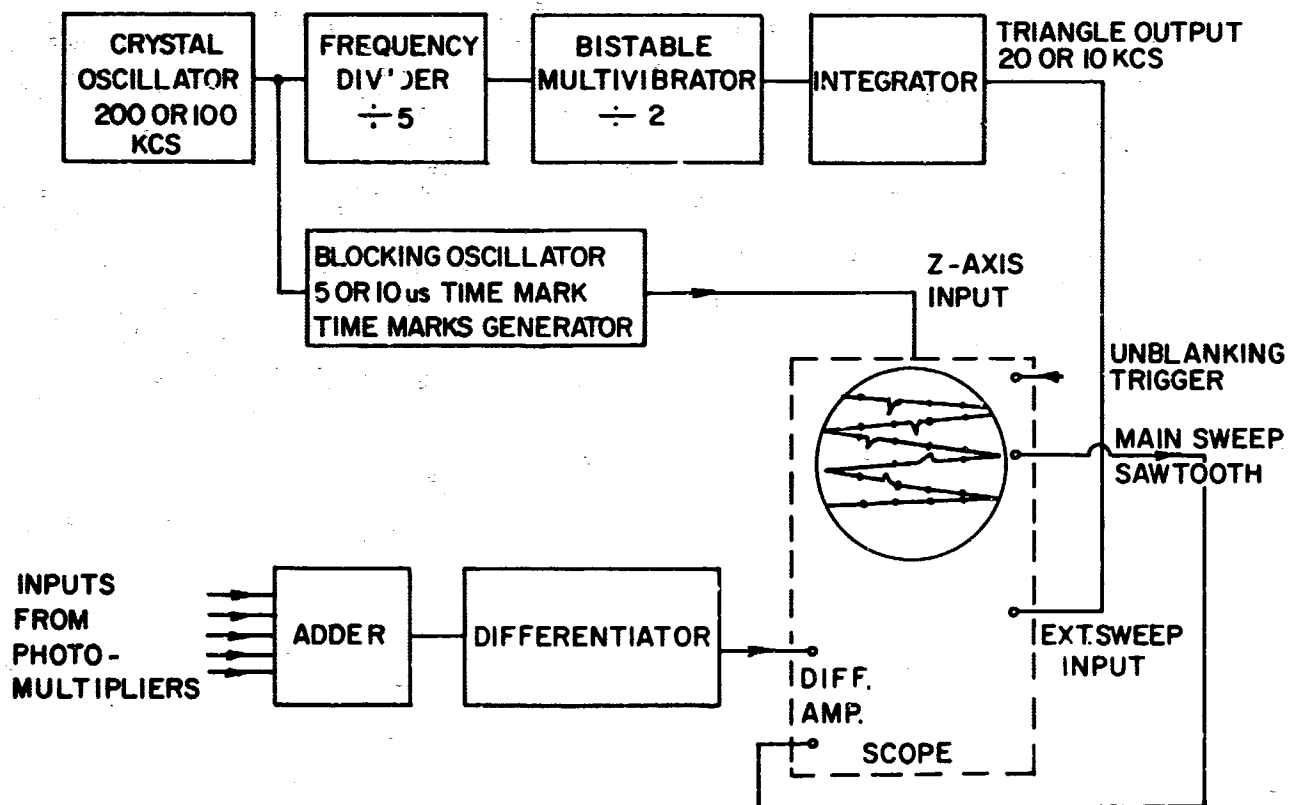 CRYSTAL
OSCILLATOR
200 OR 100
KCS
FREQUENCY
DIVIDER
÷ 5
BISTABLE
MULTIVIBRATOR
÷ 2
INTEGRATOR
TRIANGLE OUTPUT
20 OR 10 KCS
BLOCKING OSCILLATOR
5 OR 10 us TIME MARK
TIME MARKS GENERATOR
Z-AXIS
INPUT
UNBLANKING
TRIGGER
MAIN SWEEP
SAWTOOTH
INPUTS
FROM
PHOTO-
MULTIPLIERS
ADDER
DIFFERENTIATOR
DIFF.
AMP.
EXT. SWEEP
INPUT
SCOPE